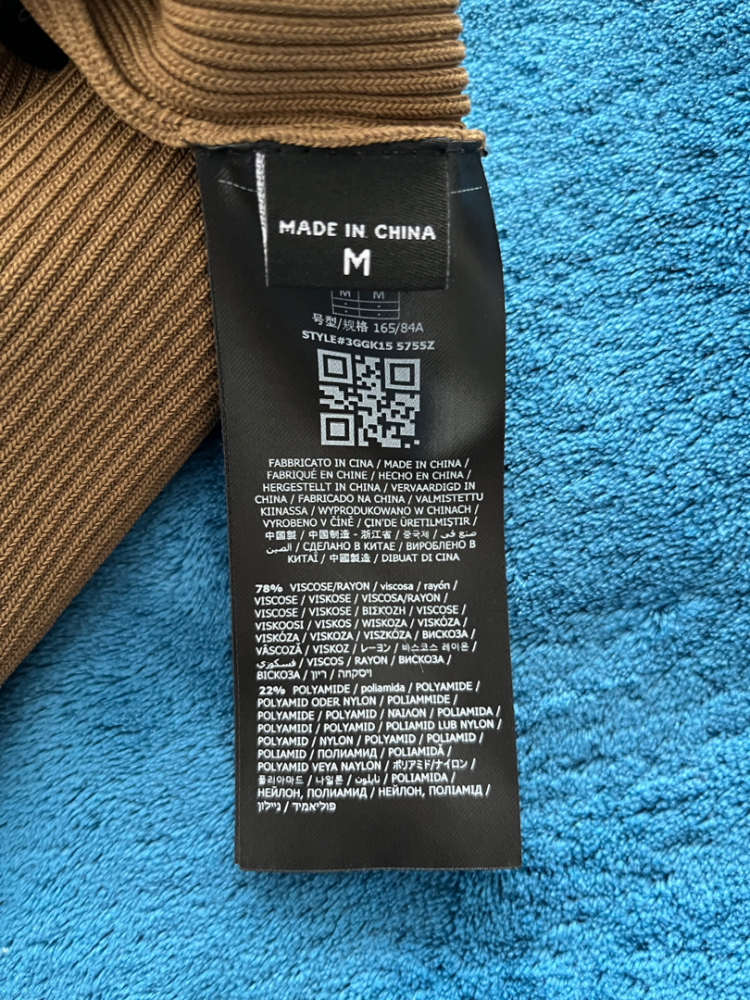 MADE IN CHINA
M
M M
号型/规格 165/84A
STYLE#3GGK15 5755Z
FABBRICATO IN CINA / MADE IN CHINA /
FABRIQUÉ EN CHINE / HECHO EN CHINA /
HERGESTELLT IN CHINA / VERVAARDIGD IN
CHINA / FABRICADO NA CHINA / VALMISTETTU
KIINASSA / WYPRODUKOWANO W CHINACH /
VYROBENO V ČÍNĚ / ÇIN'DE ÜRETILMIŞTIR /
中国製 / 中国制造 - 浙江省 / 중국제 / صنع في
الصين / СДЕЛАНО В КИТАЕ / ВИРОБЛЕНО В
КИТАЇ / 中國製造 / DIBUAT DI CINA
78% VISCOSE/RAYON / viscosa / rayón /
VISCOSE / VISKOSE / VISCOSA/RAYON /
VISCOSE / VISKOSE / ΒΙΣΚΟΖΗ / VISCOSE /
VISKOOSI / VISKOS / WISKOZA / VISKÓZA /
VISKÓZA / VISKOZA / VISZKÓZA / ВИСКОЗА /
VÂSCOZĂ / VISKOZ / レーヨン / 비스코스 레이온 /
فسكوزي / VISCOS / RAYON / ВИСКОЗА /
ВІСКОЗА / ויסקוזה / ריון
22% POLYAMIDE / poliamida / POLYAMIDE /
POLYAMID ODER NYLON / POLIAMMIDE /
POLYAMIDE / POLYAMID / ΝΑΪΛΟΝ / POLIAMIDA /
POLYAMIDI / POLYAMID / POLIAMID LUB NYLON /
POLYAMID / NYLON / POLYAMID / POLIAMID /
POLIAMID / ПОЛИАМИД / POLIAMIDĂ /
POLYAMID VEYA NAYLON / ポリアミド/ナイロン /
폴리아마드 / 나일론 / نايلون / POLIAMIDA /
НЕЙЛОН, ПОЛИАМИД / НЕЙЛОН, ПОЛІАМІД /
פוליאמיד / ניילון